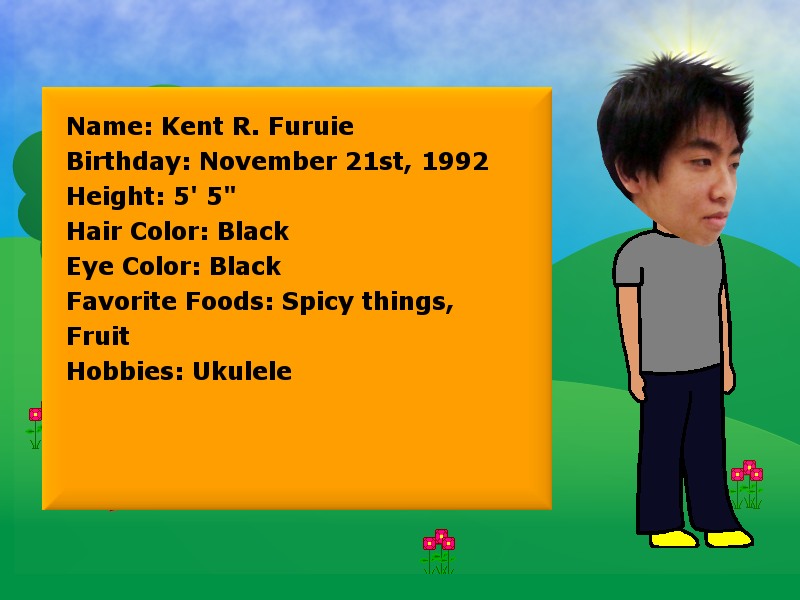 Name: Kent R. Furuie
Birthday: November 21st, 1992
Height: 5' 5"
Hair Color: Black
Eye Color: Black
Favorite Foods: Spicy things,
Fruit
Hobbies: Ukulele